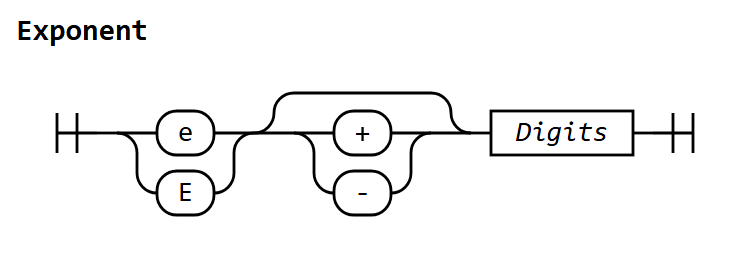 Exponent
e + Digits
E -